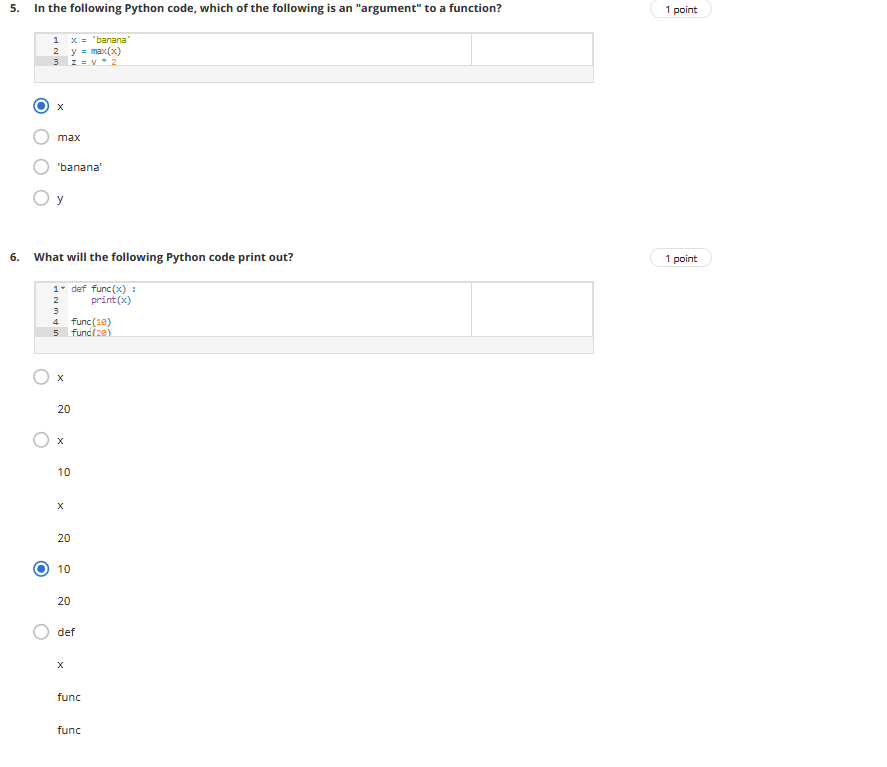 5. In the following Python code, which of the following is an "argument" to a function?
1 point
1 x = 'banana'
2 y = max(x)
3 z = y * 2
x
max
'banana'
y
6. What will the following Python code print out?
1 point
1 def func(x) :
2 print(x)
3
4 func(10)
5 func(20)
x
20
x
10
x
20
10
20
def
x
func
func